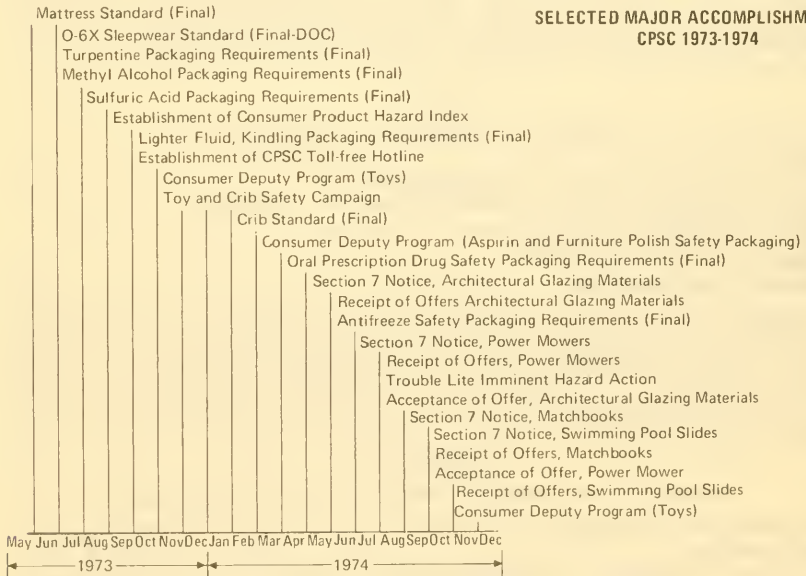 Mattress Standard (Final)
SELECTED MAJOR ACCOMPLISHM
CPSC 1973-1974
O-6X Sleepwear Standard (Final-DOC)
Turpentine Packaging Requirements (Final)
Methyl Alcohol Packaging Requirements (Final)
Sulfuric Acid Packaging Requirements (Final)
Establishment of Consumer Product Hazard Index
Lighter Fluid, Kindling Packaging Requirements (Final)
Establishment of CPSC Toll-free Hotline
Consumer Deputy Program (Toys)
Toy and Crib Safety Campaign
Crib Standard (Final)
Consumer Deputy Program (Aspirin and Furniture Polish Safety Packaging)
Oral Prescription Drug Safety Packaging Requirements (Final)
Section 7 Notice, Architectural Glazing Materials
Receipt of Offers Architectural Glazing Materials
Antifreeze Safety Packaging Requirements (Final)
Section 7 Notice, Power Mowers
Receipt of Offers, Power Mowers
Trouble Lite Imminent Hazard Action
Acceptance of Offer, Architectural Glazing Materials
Section 7 Notice, Matchbooks
Section 7 Notice, Swimming Pool Slides
Receipt of Offers, Matchbooks
Acceptance of Offer, Power Mower
Receipt of Offers, Swimming Pool Slides
Consumer Deputy Program (Toys)
May Jun Jul Aug Sep Oct Nov Dec Jan Feb Mar Apr May Jun Jul Aug Sep Oct Nov Dec
1973 1974